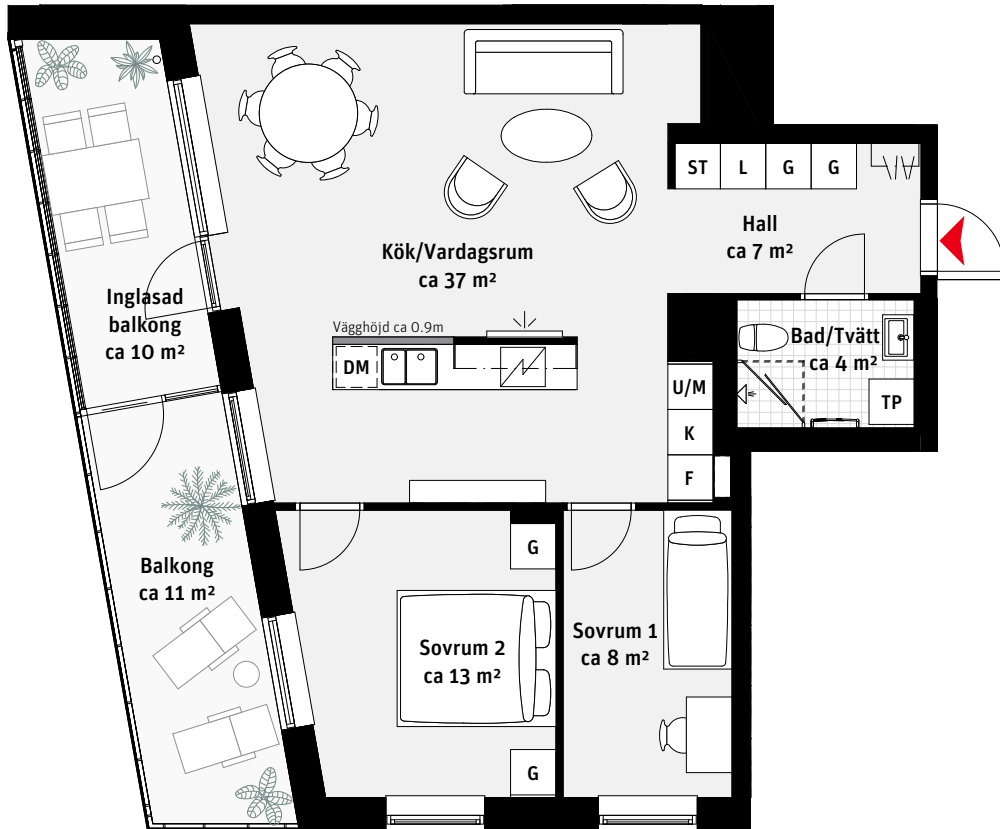 ST
L
G
G
Hall
ca 7 m²
Kök/Vardagsrum
ca 37 m²
Inglasad
balkong
ca 10 m²
Vägghöjd ca 0.9m
DM
Bad/Tvätt
ca 4 m²
U/M
K
F
TP
Balkong
ca 11 m²
G
Sovrum 2
ca 13 m²
G
Sovrum 1
ca 8 m²